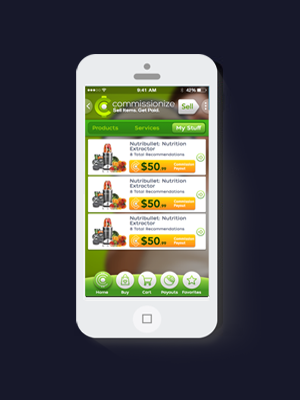 9:41 AM
42%
commissionize
Sell Items. Get Paid.
Sell
Products
Services
My Stuff
Nutribullet: Nutrition
Extractor
8 Total Recommendations
$50.00
Commission
Payout
Nutribullet: Nutrition
Extractor
8 Total Recommendations
$50.00
Commission
Payout
Nutribullet: Nutrition
Extractor
8 Total Recommendations
$50.00
Commission
Payout
Home
Buy
Cart
Payouts
Favorites